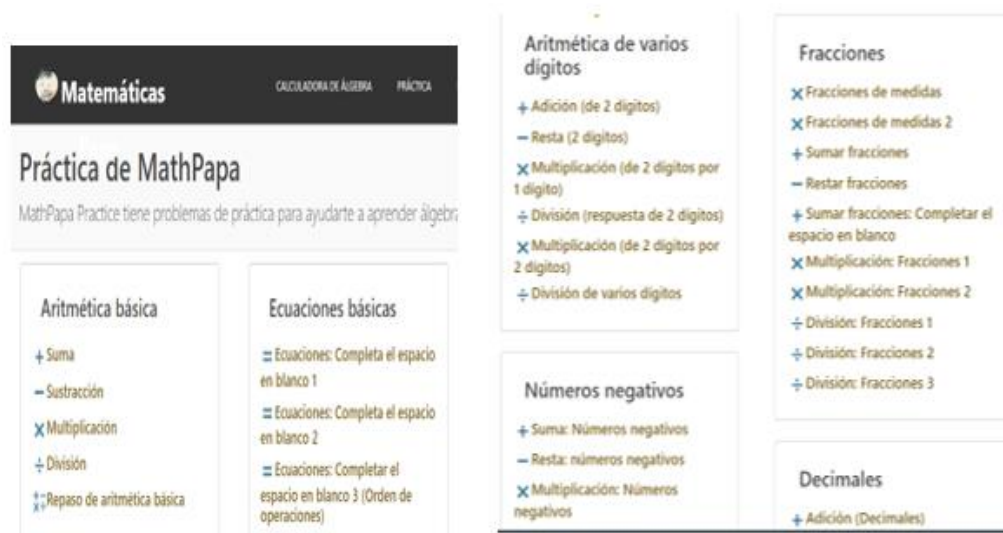 Matemáticas
CALCULADORA DE ÁLGEBRA PRÁCTICA
Práctica de MathPapa
MathPapa Practice tiene problemas de práctica para ayudarte a aprender álgebra
Aritmética básica
+ Suma
− Sustracción
× Multiplicación
÷ División
Repaso de aritmética básica
Ecuaciones básicas
= Ecuaciones: Completa el espacio
en blanco 1
= Ecuaciones: Completa el espacio
en blanco 2
= Ecuaciones: Completar el
espacio en blanco 3 (Orden de
operaciones)
Aritmética de varios
dígitos
+ Adición (de 2 dígitos)
− Resta (2 dígitos)
× Multiplicación (de 2 dígitos por
1 dígito)
÷ División (respuesta de 2 dígitos)
× Multiplicación (de 2 dígitos por
2 dígitos)
÷ División de varios dígitos
Números negativos
+ Suma: Números negativos
− Resta: números negativos
× Multiplicación: Números
negativos
Fracciones
× Fracciones de medidas
× Fracciones de medidas 2
+ Sumar fracciones
− Restar fracciones
+ Sumar fracciones: Completar el
espacio en blanco
× Multiplicación: Fracciones 1
× Multiplicación: Fracciones 2
÷ División: Fracciones 1
÷ División: Fracciones 2
÷ División: Fracciones 3
Decimales
+ Adición (Decimales)